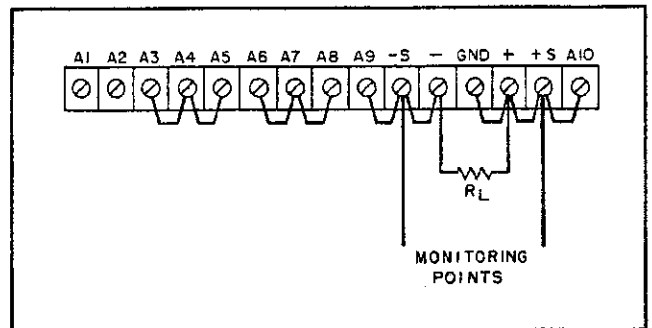 A1 A2 A3 A4 A5 A6 A7 A8 A9 -S - GND + +S A10
RL
MONITORING
POINTS